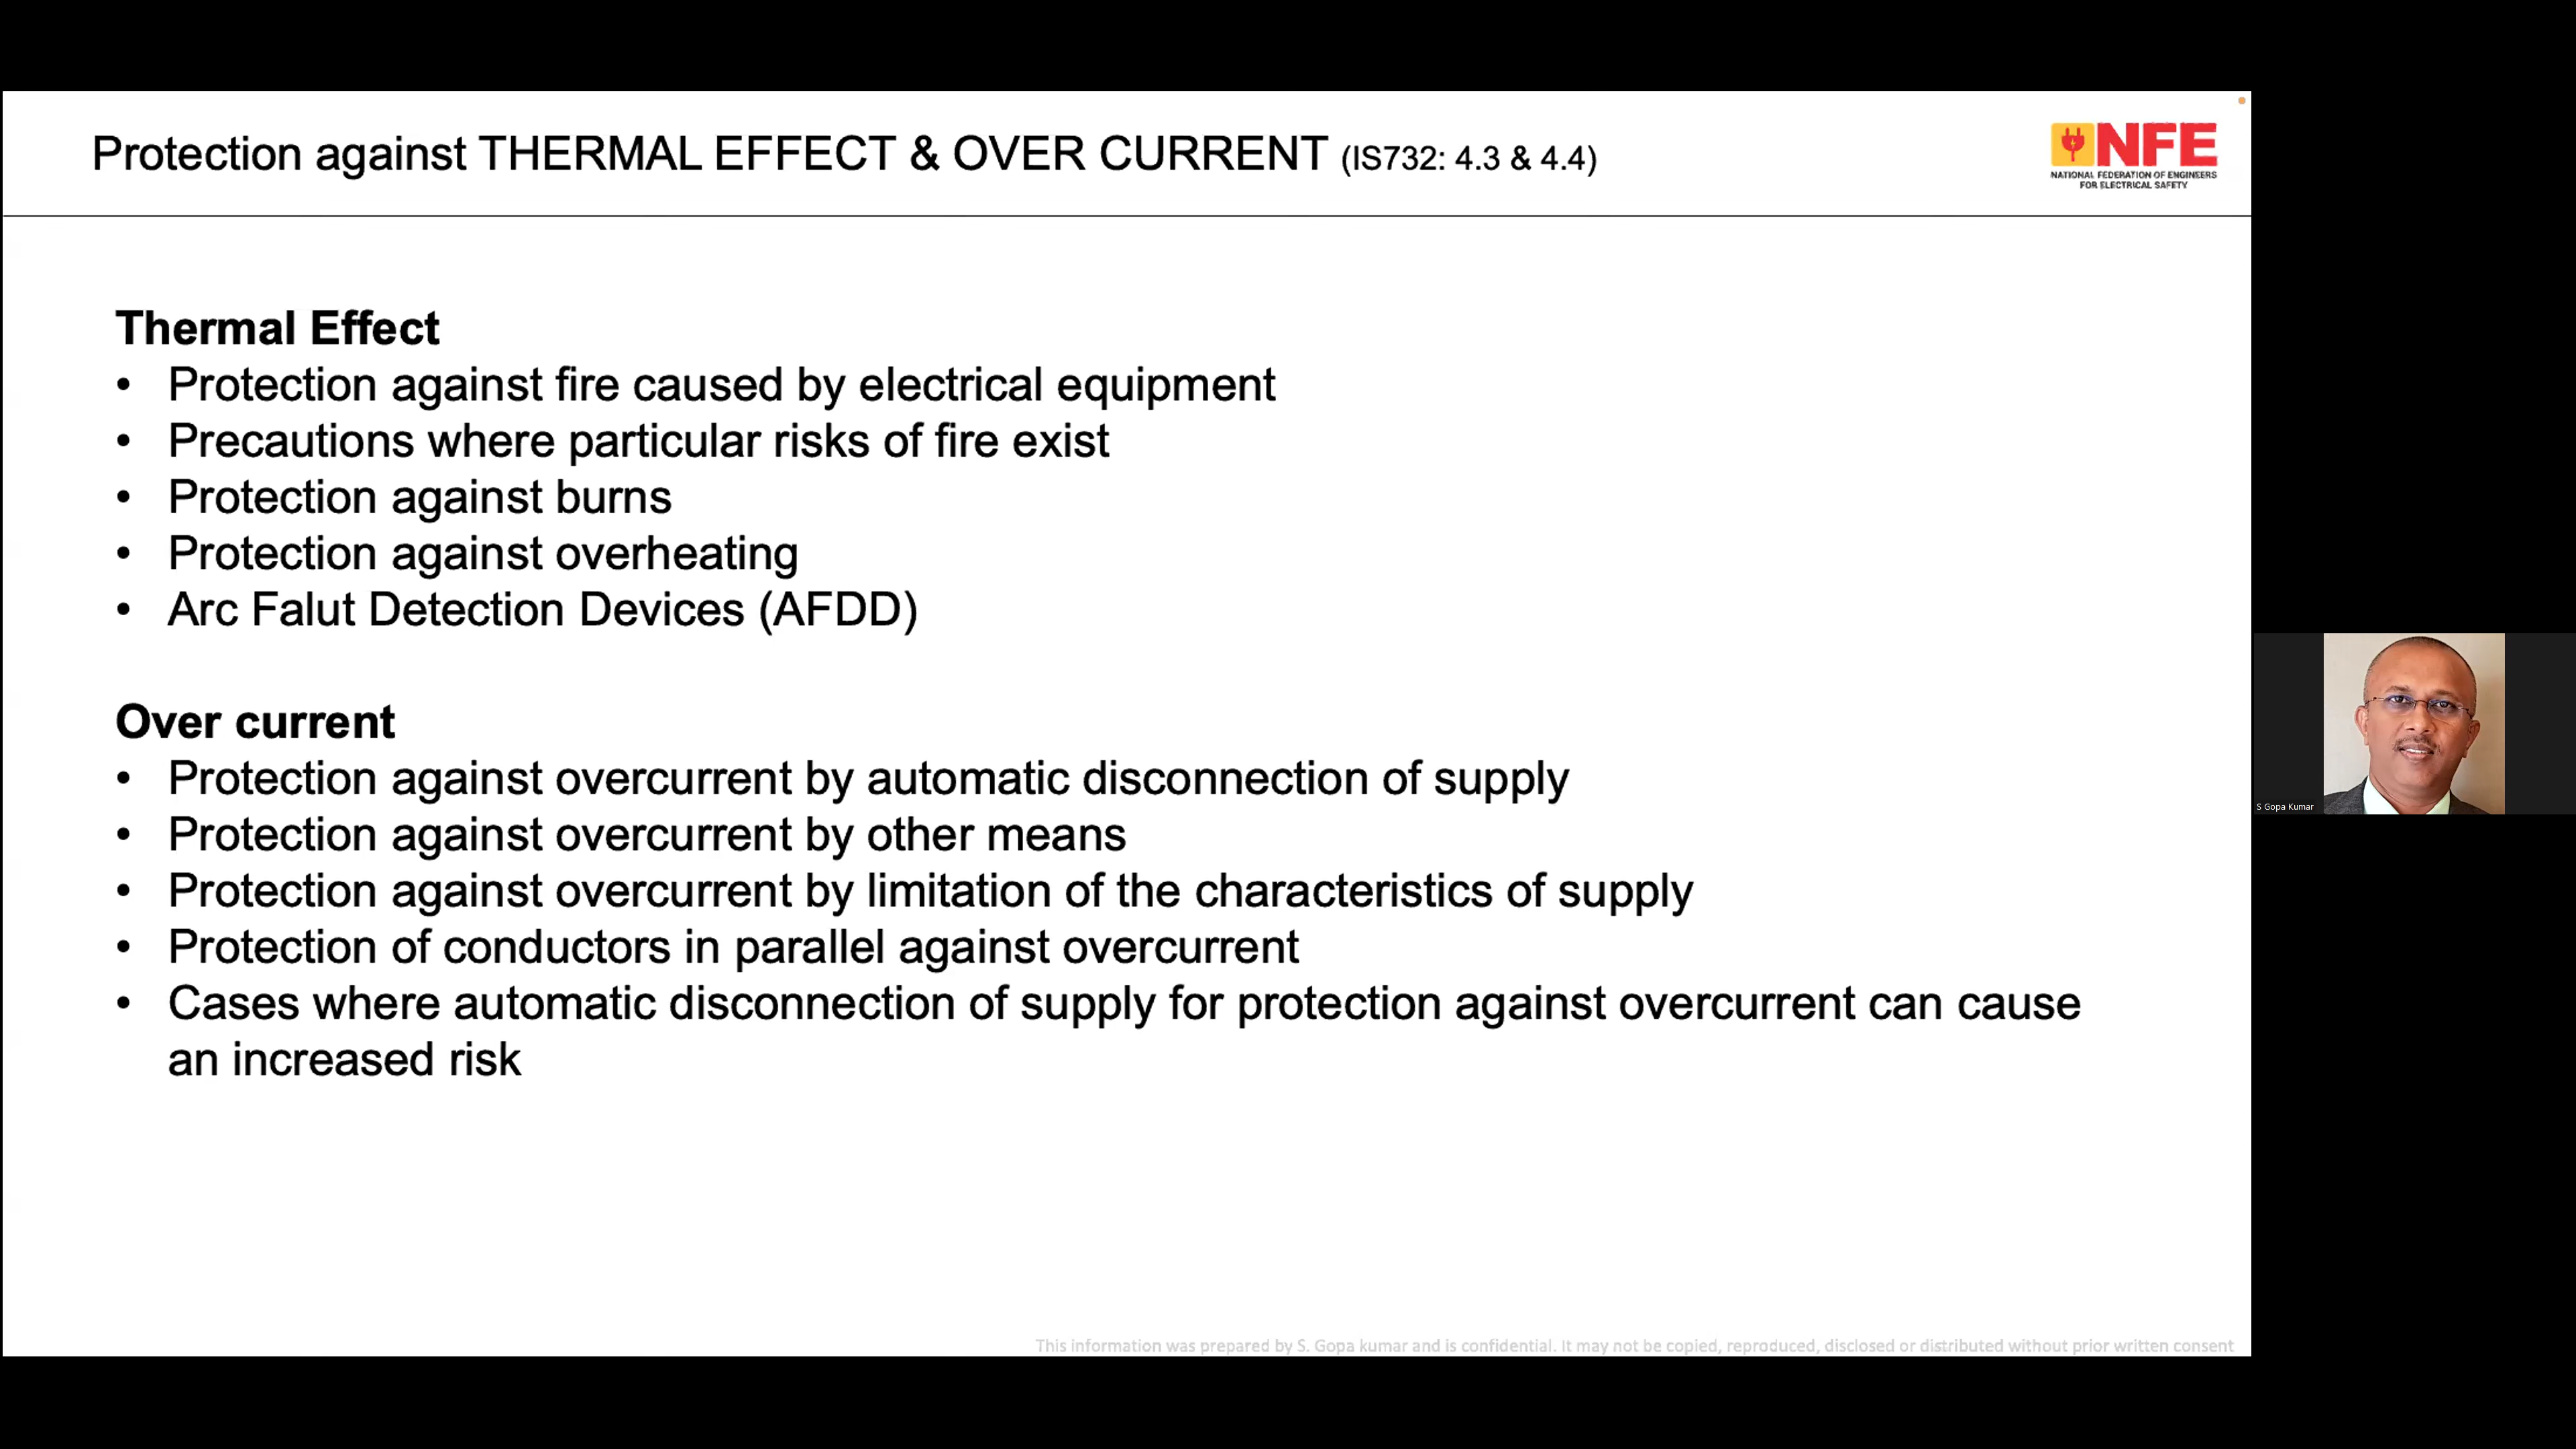 Protection against THERMAL EFFECT & OVER CURRENT (IS732: 4.3 & 4.4)
NFE
NATIONAL FEDERATION OF ENGINEERS
FOR ELECTRICAL SAFETY
Thermal Effect
• Protection against fire caused by electrical equipment
• Precautions where particular risks of fire exist
• Protection against burns
• Protection against overheating
• Arc Falut Detection Devices (AFDD)
Over current
• Protection against overcurrent by automatic disconnection of supply
• Protection against overcurrent by other means
• Protection against overcurrent by limitation of the characteristics of supply
• Protection of conductors in parallel against overcurrent
• Cases where automatic disconnection of supply for protection against overcurrent can cause
an increased risk
S Gopa Kumar
This information was prepared by S. Gopa kumar and is confidential. It may not be copied, reproduced, disclosed or distributed without prior written consent